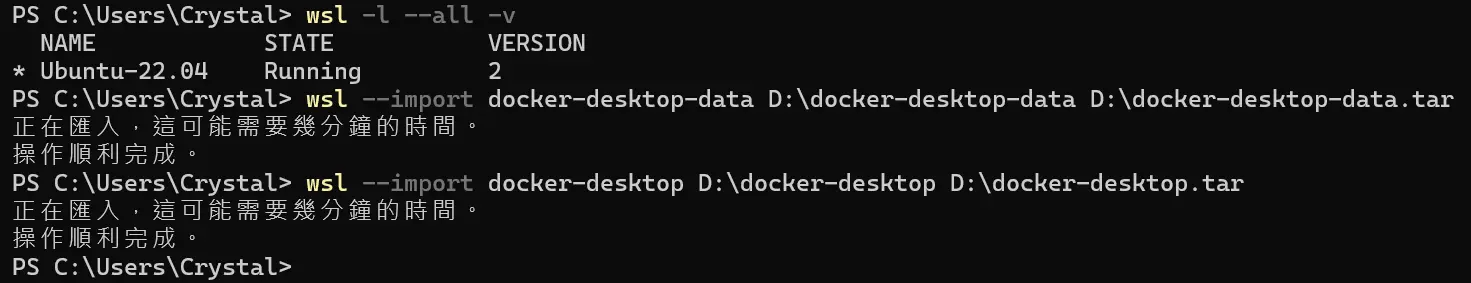 PS C:\Users\Crystal> wsl -l --all -v
  NAME            STATE           VERSION
* Ubuntu-22.04    Running         2
PS C:\Users\Crystal> wsl --import docker-desktop-data D:\docker-desktop-data D:\docker-desktop-data.tar
正在匯入，這可能需要幾分鐘的時間。
操作順利完成。
PS C:\Users\Crystal> wsl --import docker-desktop D:\docker-desktop D:\docker-desktop.tar
正在匯入，這可能需要幾分鐘的時間。
操作順利完成。
PS C:\Users\Crystal>